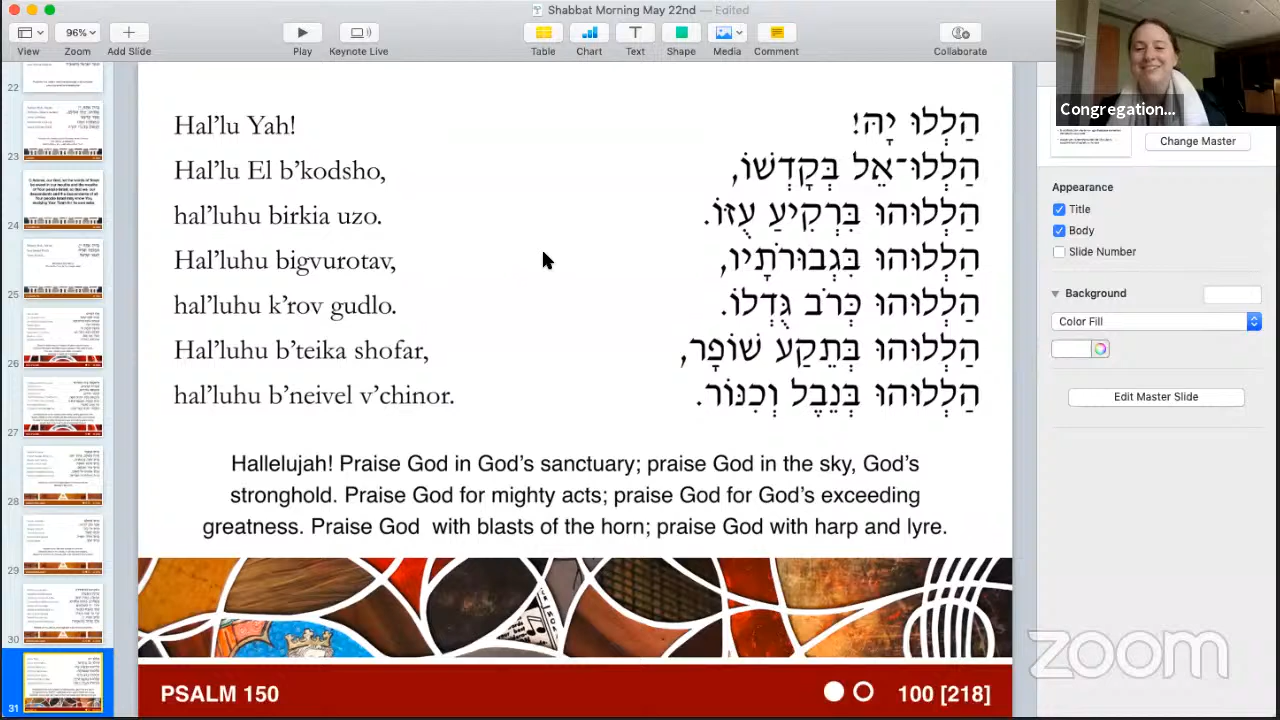 Shabbat Morning May 22nd — Edited
96%
View
Zoom
Add Slide
Play
Keynote Live
Table
Chart
Text
Shape
Media
Comment
Collaborate
Congregation...
Change Master
Appearance
Title
Body
Slide Number
Background
Color Fill
Edit Master Slide
22
23
24
25
26
27
28
29
30
31
Hal’lu Yah!
Hal’lu El b’kodsho,
hal’luhu birkia uzo.
Hal’luhu bigvurotav,
hal’luhu k’rov gudlo.
Hal’luhu b’teika shofar,
hal’luhu b’neivel v’chinor.
הַלְלוּ יָהּ!
הַלְלוּ־אֵל בְּקָדְשׁוֹ,
הַלְלוּהוּ בִּרְקִיעַ עֻזּוֹ.
הַלְלוּהוּ בִּגְבוּרֹתָיו,
הַלְלוּהוּ כְּרֹב גֻּדְלוֹ.
הַלְלוּהוּ בְּתֵקַע שׁוֹפָר,
הַלְלוּהוּ בְּנֵבֶל וְכִנּוֹר.
Hallelujah! Praise God in God’s sanctuary; praise God in the sky, God’s
stronghold. Praise God for mighty acts; praise God for God’s exceeding
greatness. Praise God with blasts of the horn; praise God with harp and lyre.
PSALM 150
100 [218]
zoom